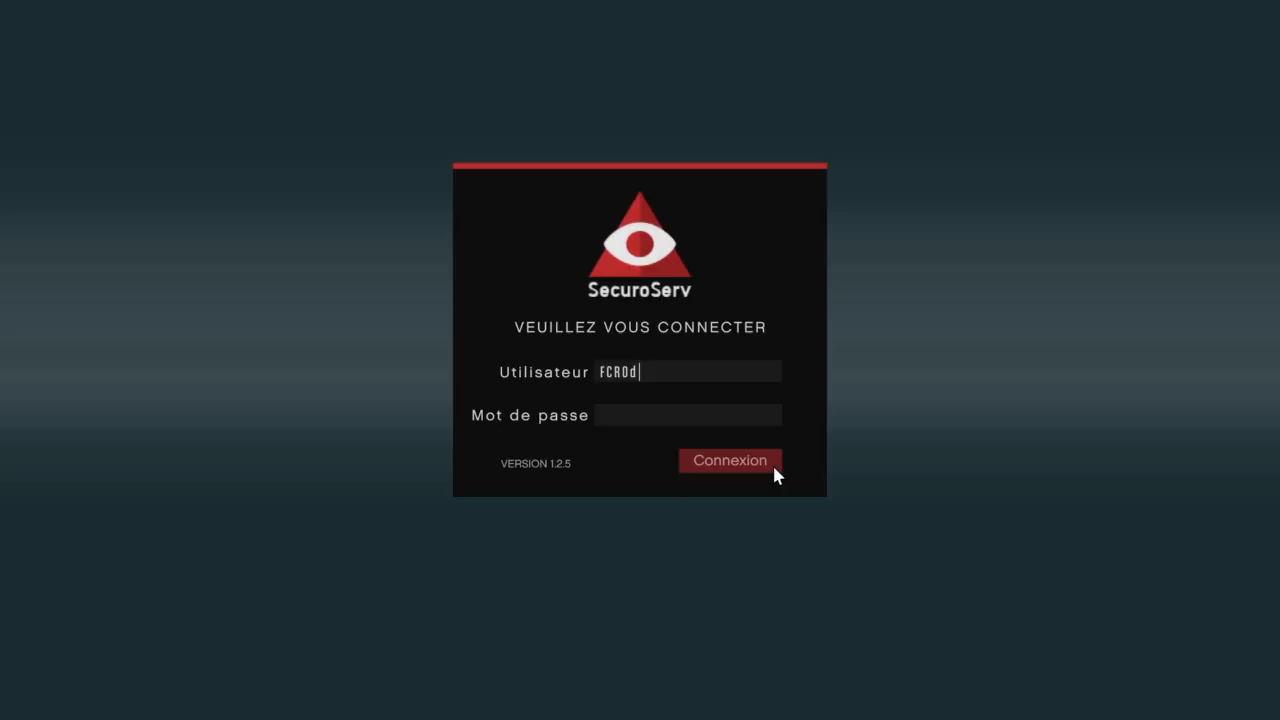 SecuroServ
VEUILLEZ VOUS CONNECTER
Utilisateur FCR0d
Mot de passe
VERSION 1.2.5 Connexion